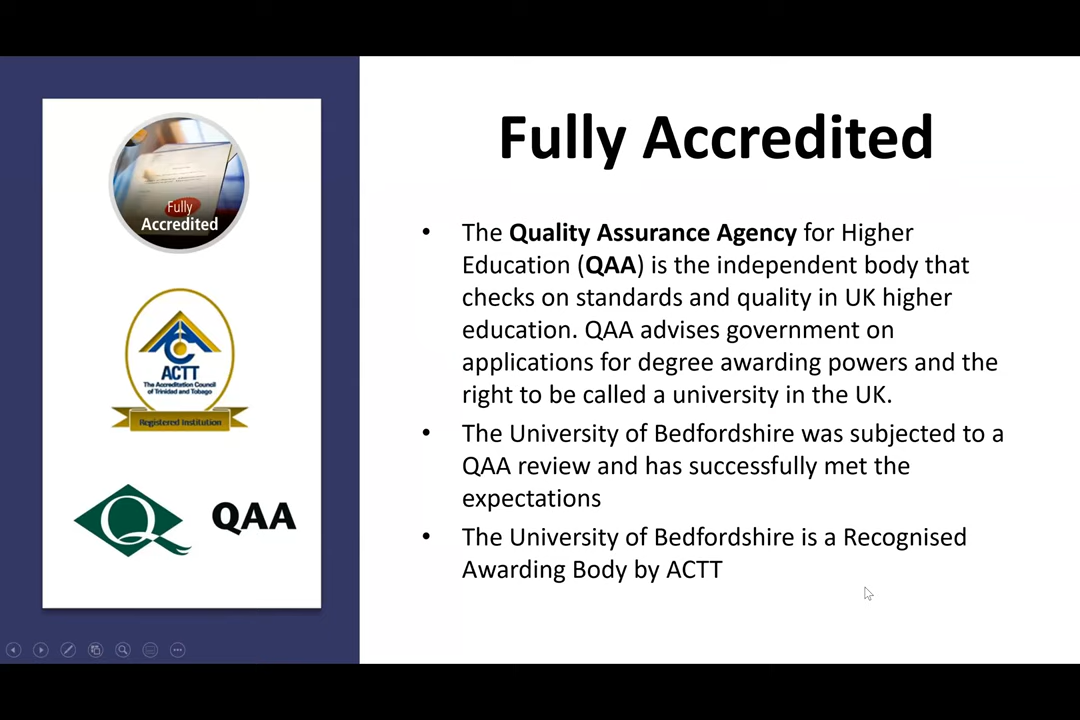 Fully
Accredited
ACTT
The Accreditation Council
of Trinidad and Tobago
Registered Institution
QAA
Fully Accredited
• The Quality Assurance Agency for Higher
Education (QAA) is the independent body that
checks on standards and quality in UK higher
education. QAA advises government on
applications for degree awarding powers and the
right to be called a university in the UK.
• The University of Bedfordshire was subjected to a
QAA review and has successfully met the
expectations
• The University of Bedfordshire is a Recognised
Awarding Body by ACTT